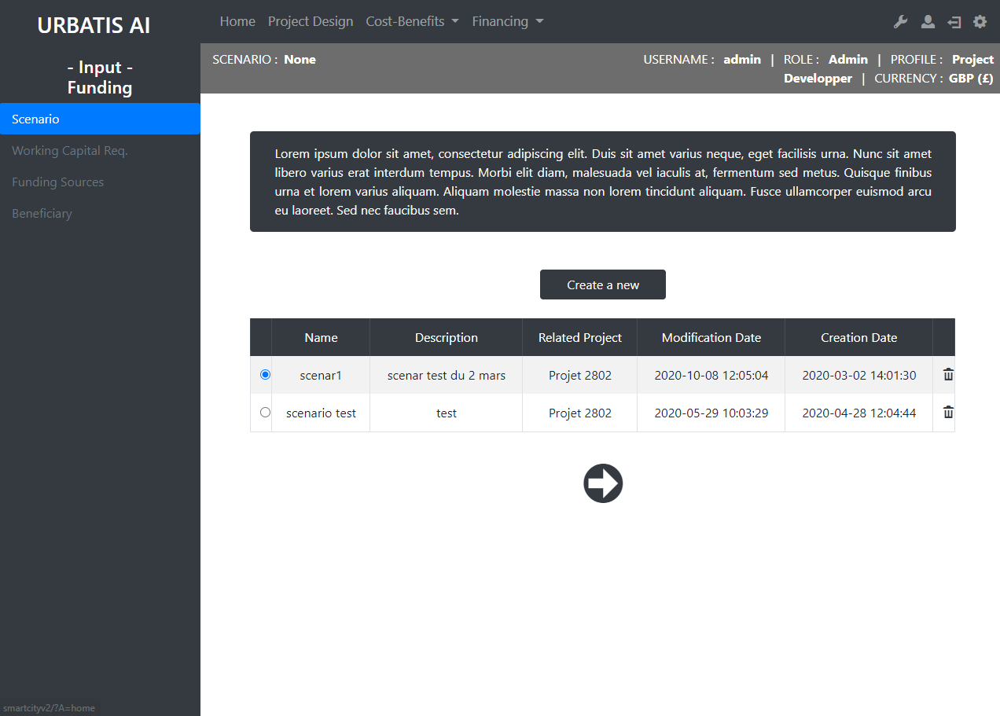 URBATIS AI
Home Project Design Cost-Benefits Financing
- Input -
Funding
Scenario
Working Capital Req.
Funding Sources
Beneficiary
SCENARIO : None
USERNAME : admin | ROLE : Admin | PROFILE : Project
Developper | CURRENCY : GBP (£)
Lorem ipsum dolor sit amet, consectetur adipiscing elit. Duis sit amet varius neque, eget facilisis urna. Nunc sit amet
libero varius erat interdum tempus. Morbi elit diam, malesuada vel iaculis at, fermentum sed metus. Quisque finibus
urna et lorem varius aliquam. Aliquam molestie massa non lorem tincidunt aliquam. Fusce ullamcorper euismod arcu
eu laoreet. Sed nec faucibus sem.
Create a new
Name Description Related Project Modification Date Creation Date
scenar1 scenar test du 2 mars Projet 2802 2020-10-08 12:05:04 2020-03-02 14:01:30
scenario test test Projet 2802 2020-05-29 10:03:29 2020-04-28 12:04:44
smartcityv2/?A=home